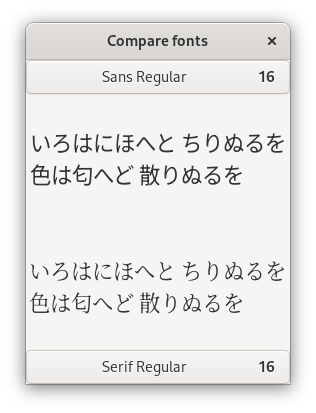 Compare fonts ×
Sans Regular 16
いろはにほへと ちりぬるを
色は匂へど 散りぬるを
いろはにほへと ちりぬるを
色は匂へど 散りぬるを
Serif Regular 16